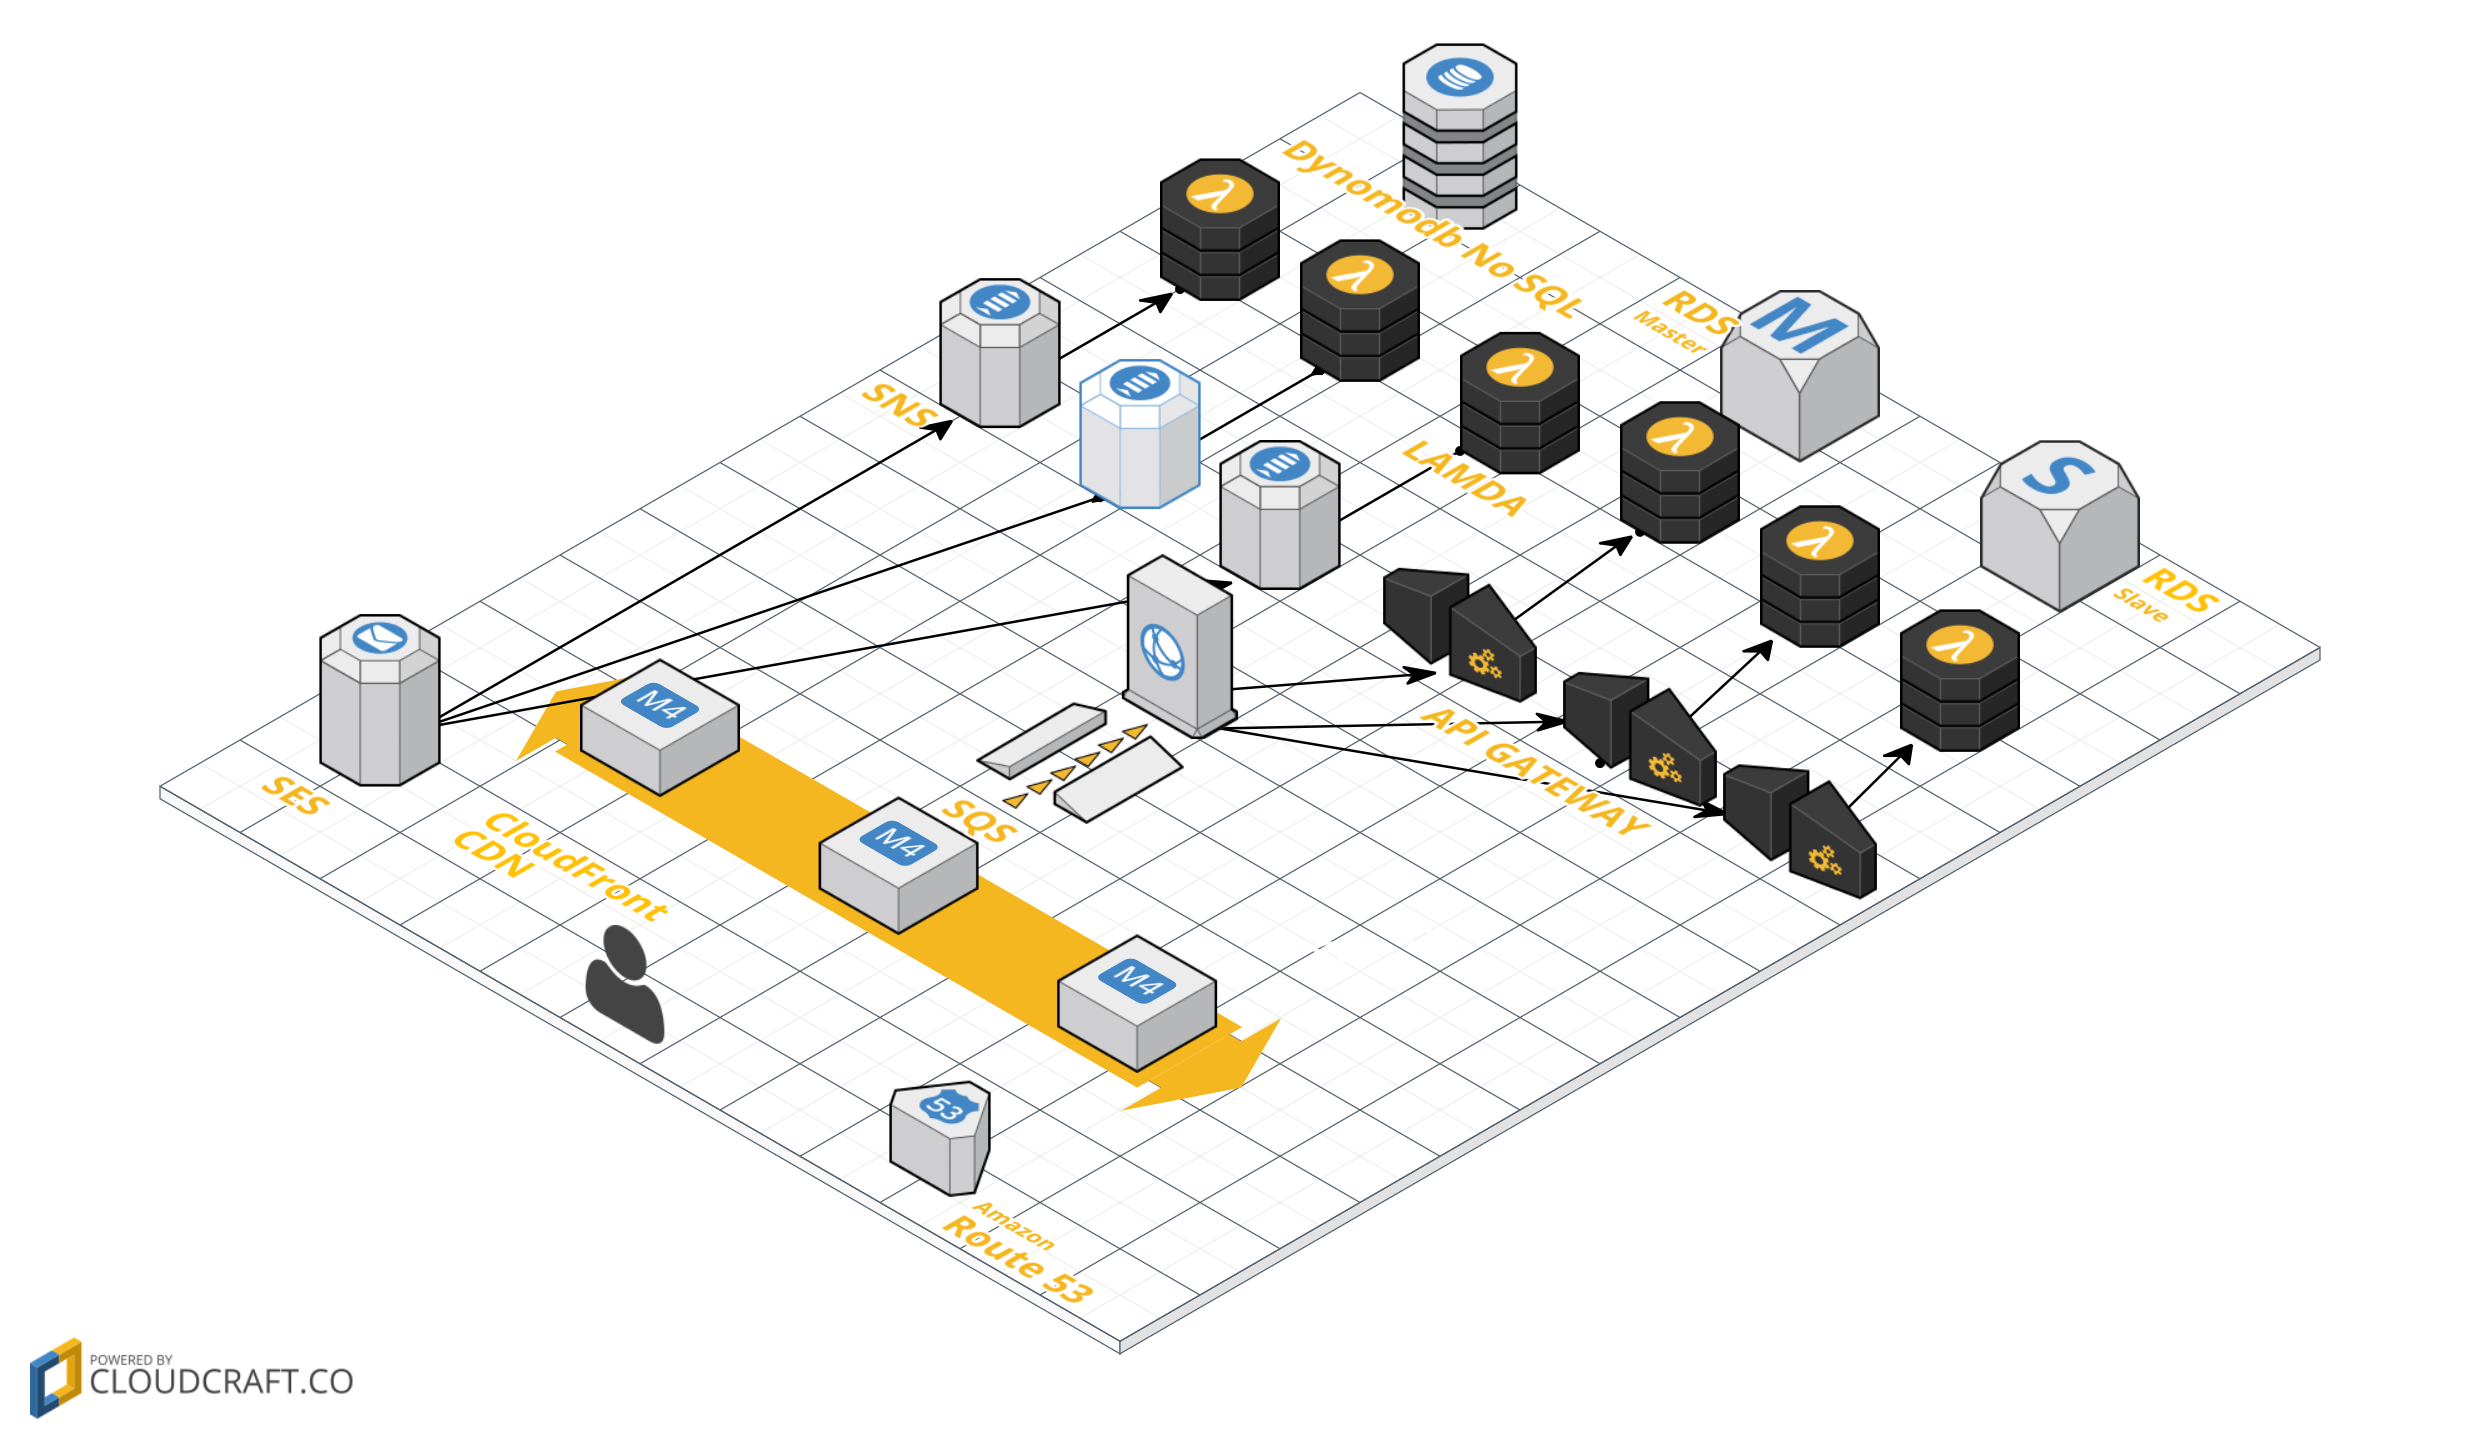 Dynomodb No SQL
RDS
Master
M
SNS
LAMDA
S
RDS
Slave
SES
M4
API GATEWAY
CloudFront
CDN
SQS
M4
M4
53
Amazon
Route 53
POWERED BY
CLOUDCRAFT.CO